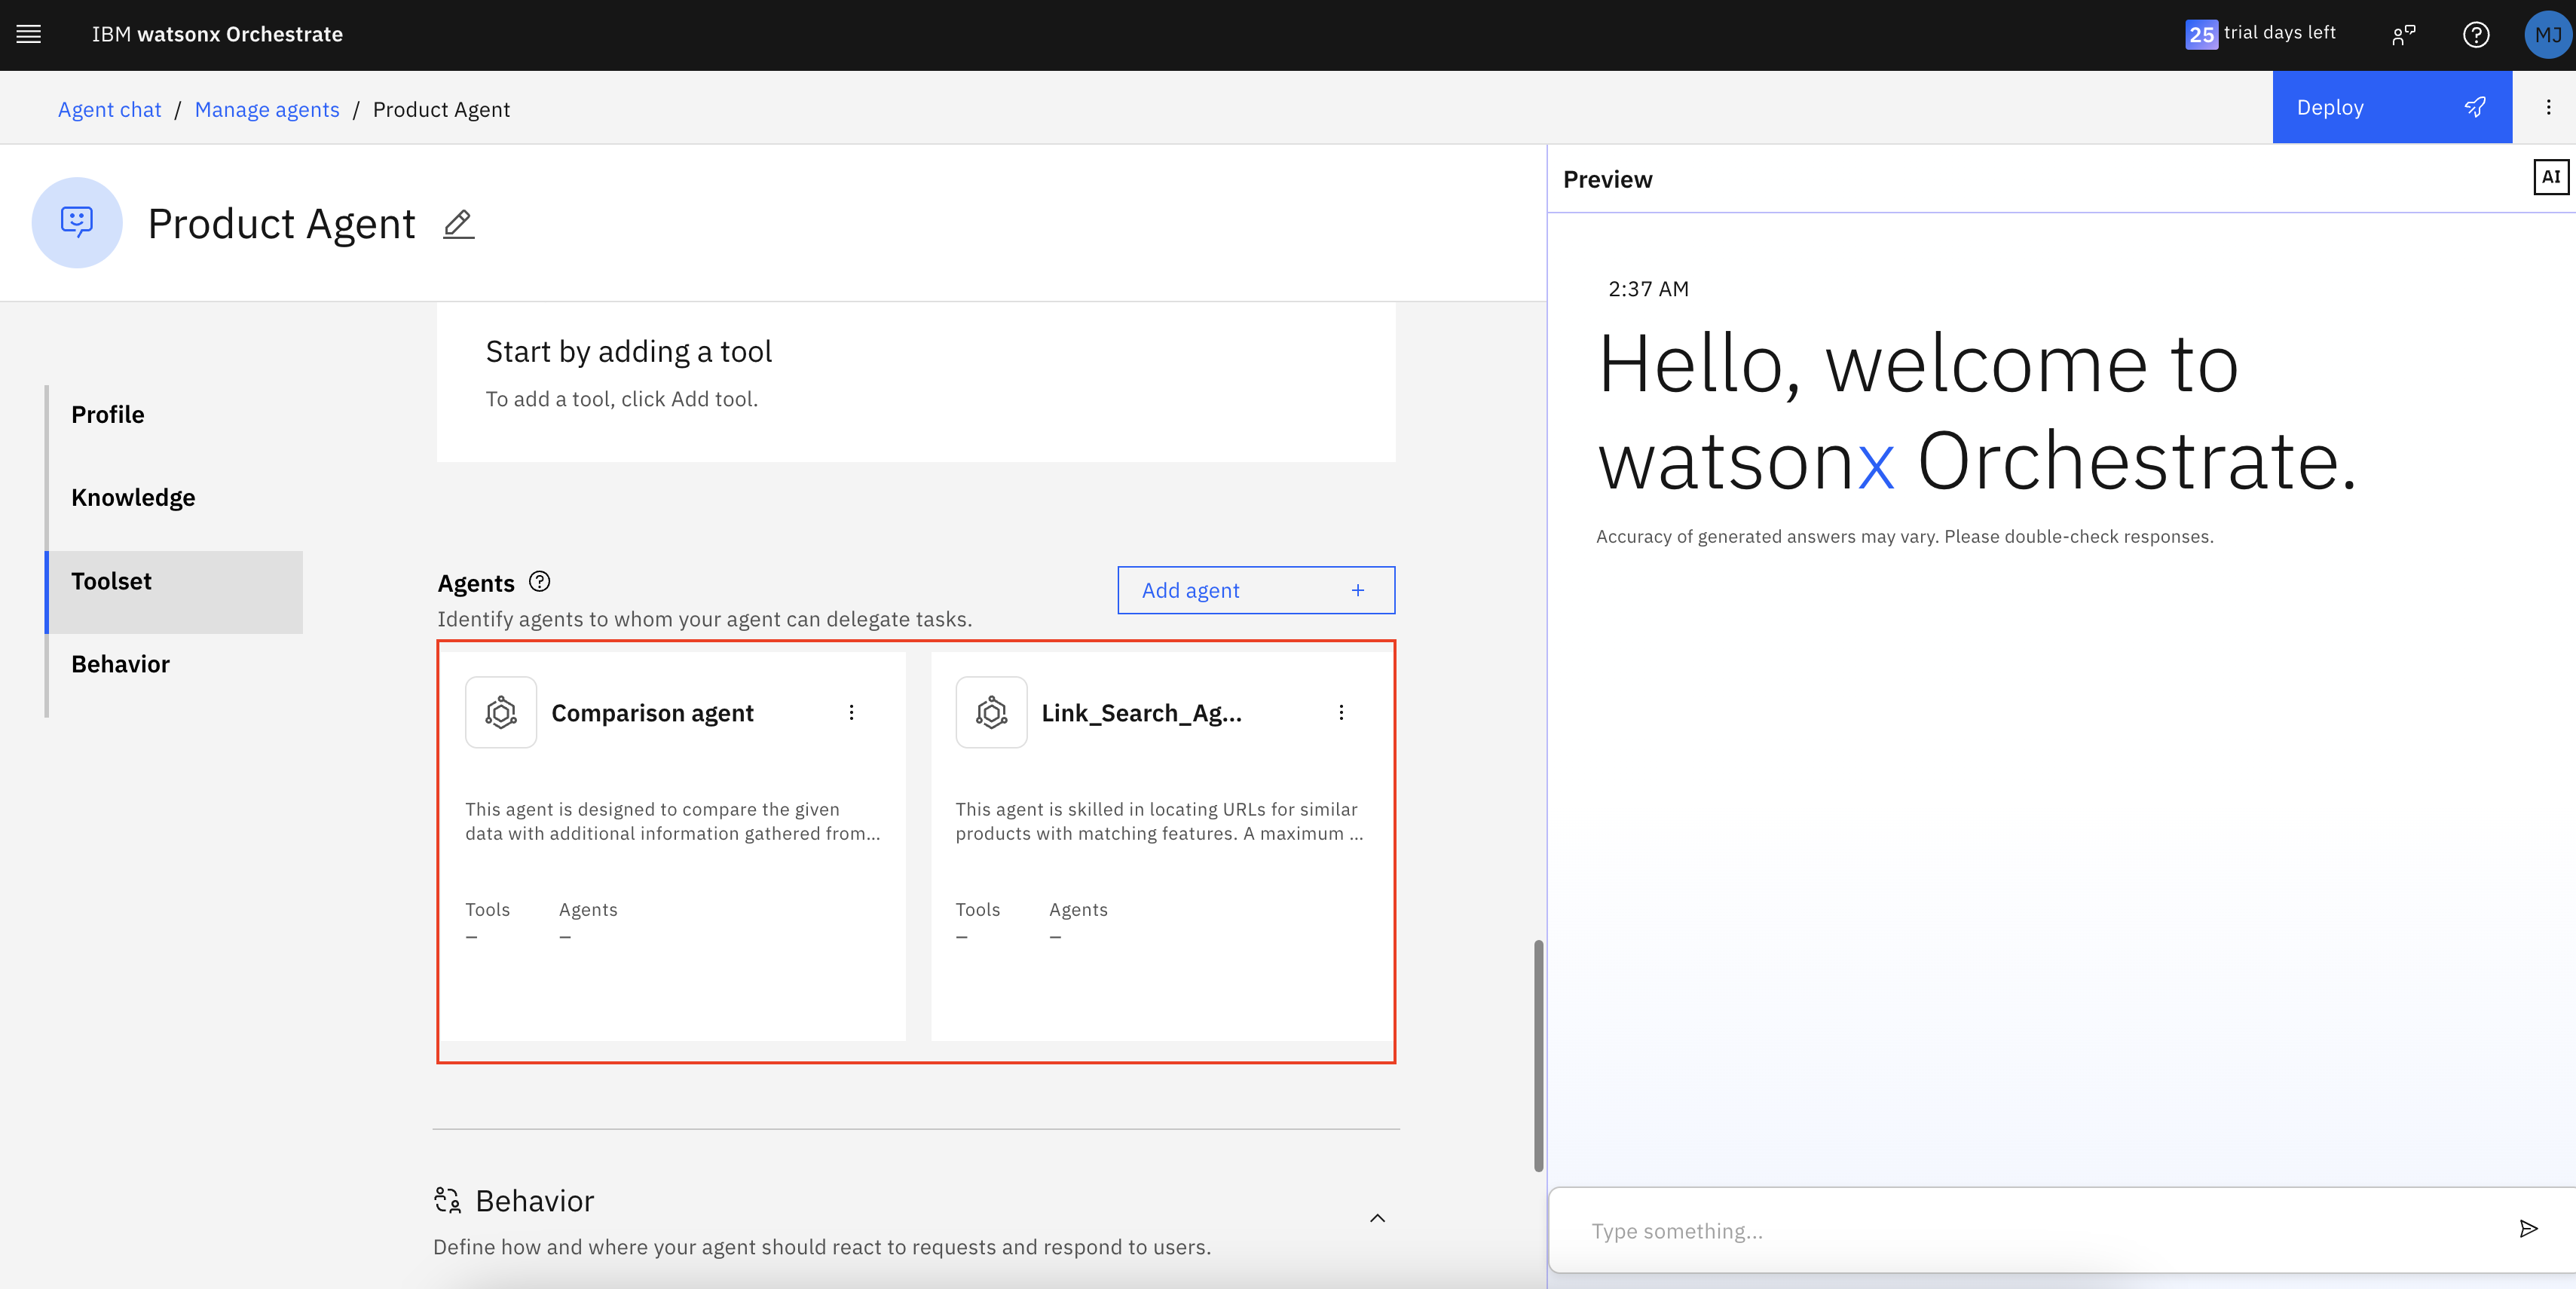 IBM watsonx Orchestrate
25 trial days left
MJ
Agent chat / Manage agents / Product Agent
Deploy
Product Agent
Profile
Knowledge
Toolset
Behavior
Start by adding a tool
To add a tool, click Add tool.
Agents
Identify agents to whom your agent can delegate tasks.
Add agent +
Comparison agent
This agent is designed to compare the given
data with additional information gathered from...
Tools Agents
– –
Link_Search_Ag...
This agent is skilled in locating URLs for similar
products with matching features. A maximum ...
Tools Agents
– –
Behavior
Define how and where your agent should react to requests and respond to users.
Preview
AI
2:37 AM
Hello, welcome to
watsonx Orchestrate.
Accuracy of generated answers may vary. Please double-check responses.
Type something...